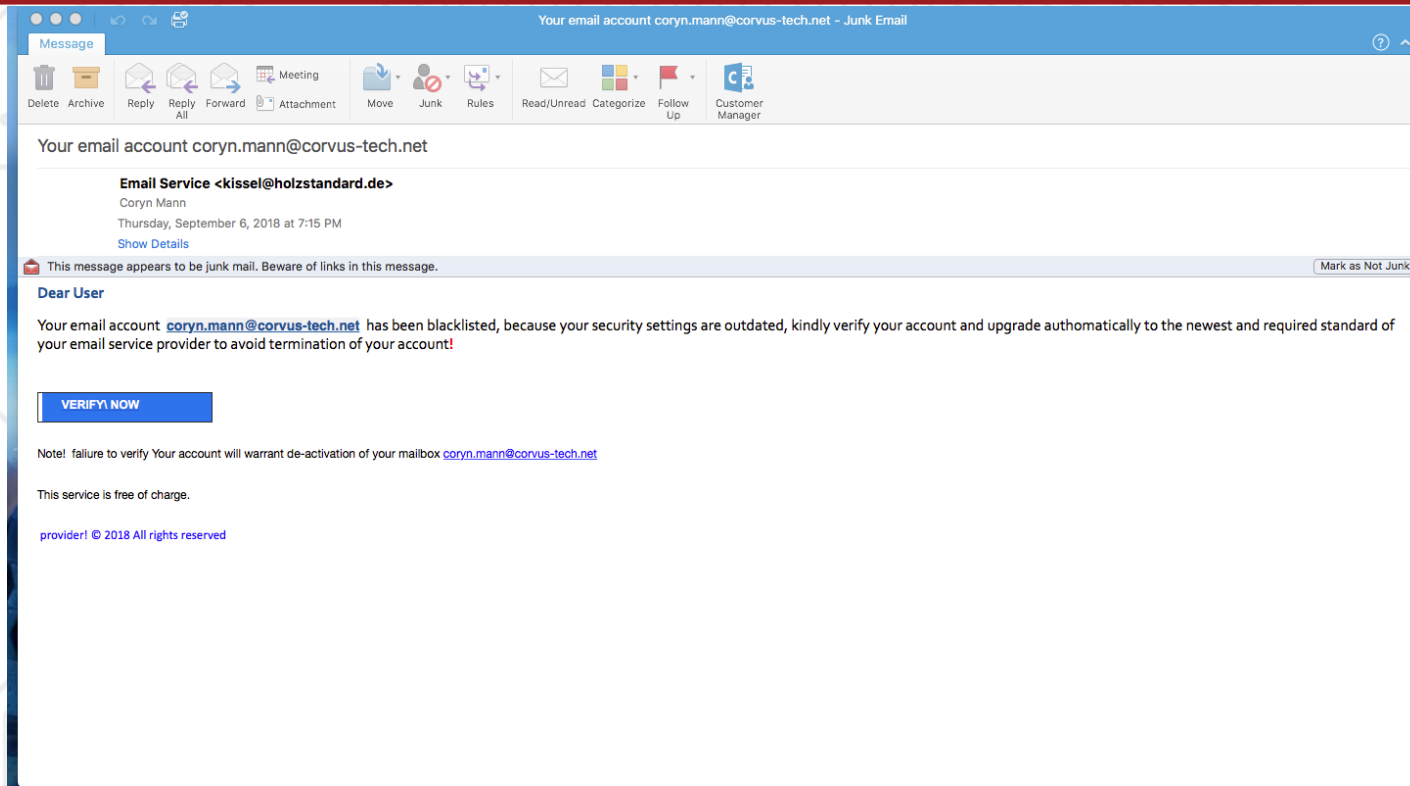 Your email account coryn.mann@corvus-tech.net - Junk Email
Message
?
Delete Archive Reply Reply All Forward Meeting Attachment Move Junk Rules Read/Unread Categorize Follow Up Customer Manager
Your email account coryn.mann@corvus-tech.net
Email Service <kissel@holzstandard.de>
Coryn Mann
Thursday, September 6, 2018 at 7:15 PM
Show Details
This message appears to be junk mail. Beware of links in this message. Mark as Not Junk
Dear User
Your email account coryn.mann@corvus-tech.net has been blacklisted, because your security settings are outdated, kindly verify your account and upgrade authomatically to the newest and required standard of
your email service provider to avoid termination of your account!
VERIFY\ NOW
Note! faliure to verify Your account will warrant de-activation of your mailbox coryn.mann@corvus-tech.net
This service is free of charge.
provider! © 2018 All rights reserved